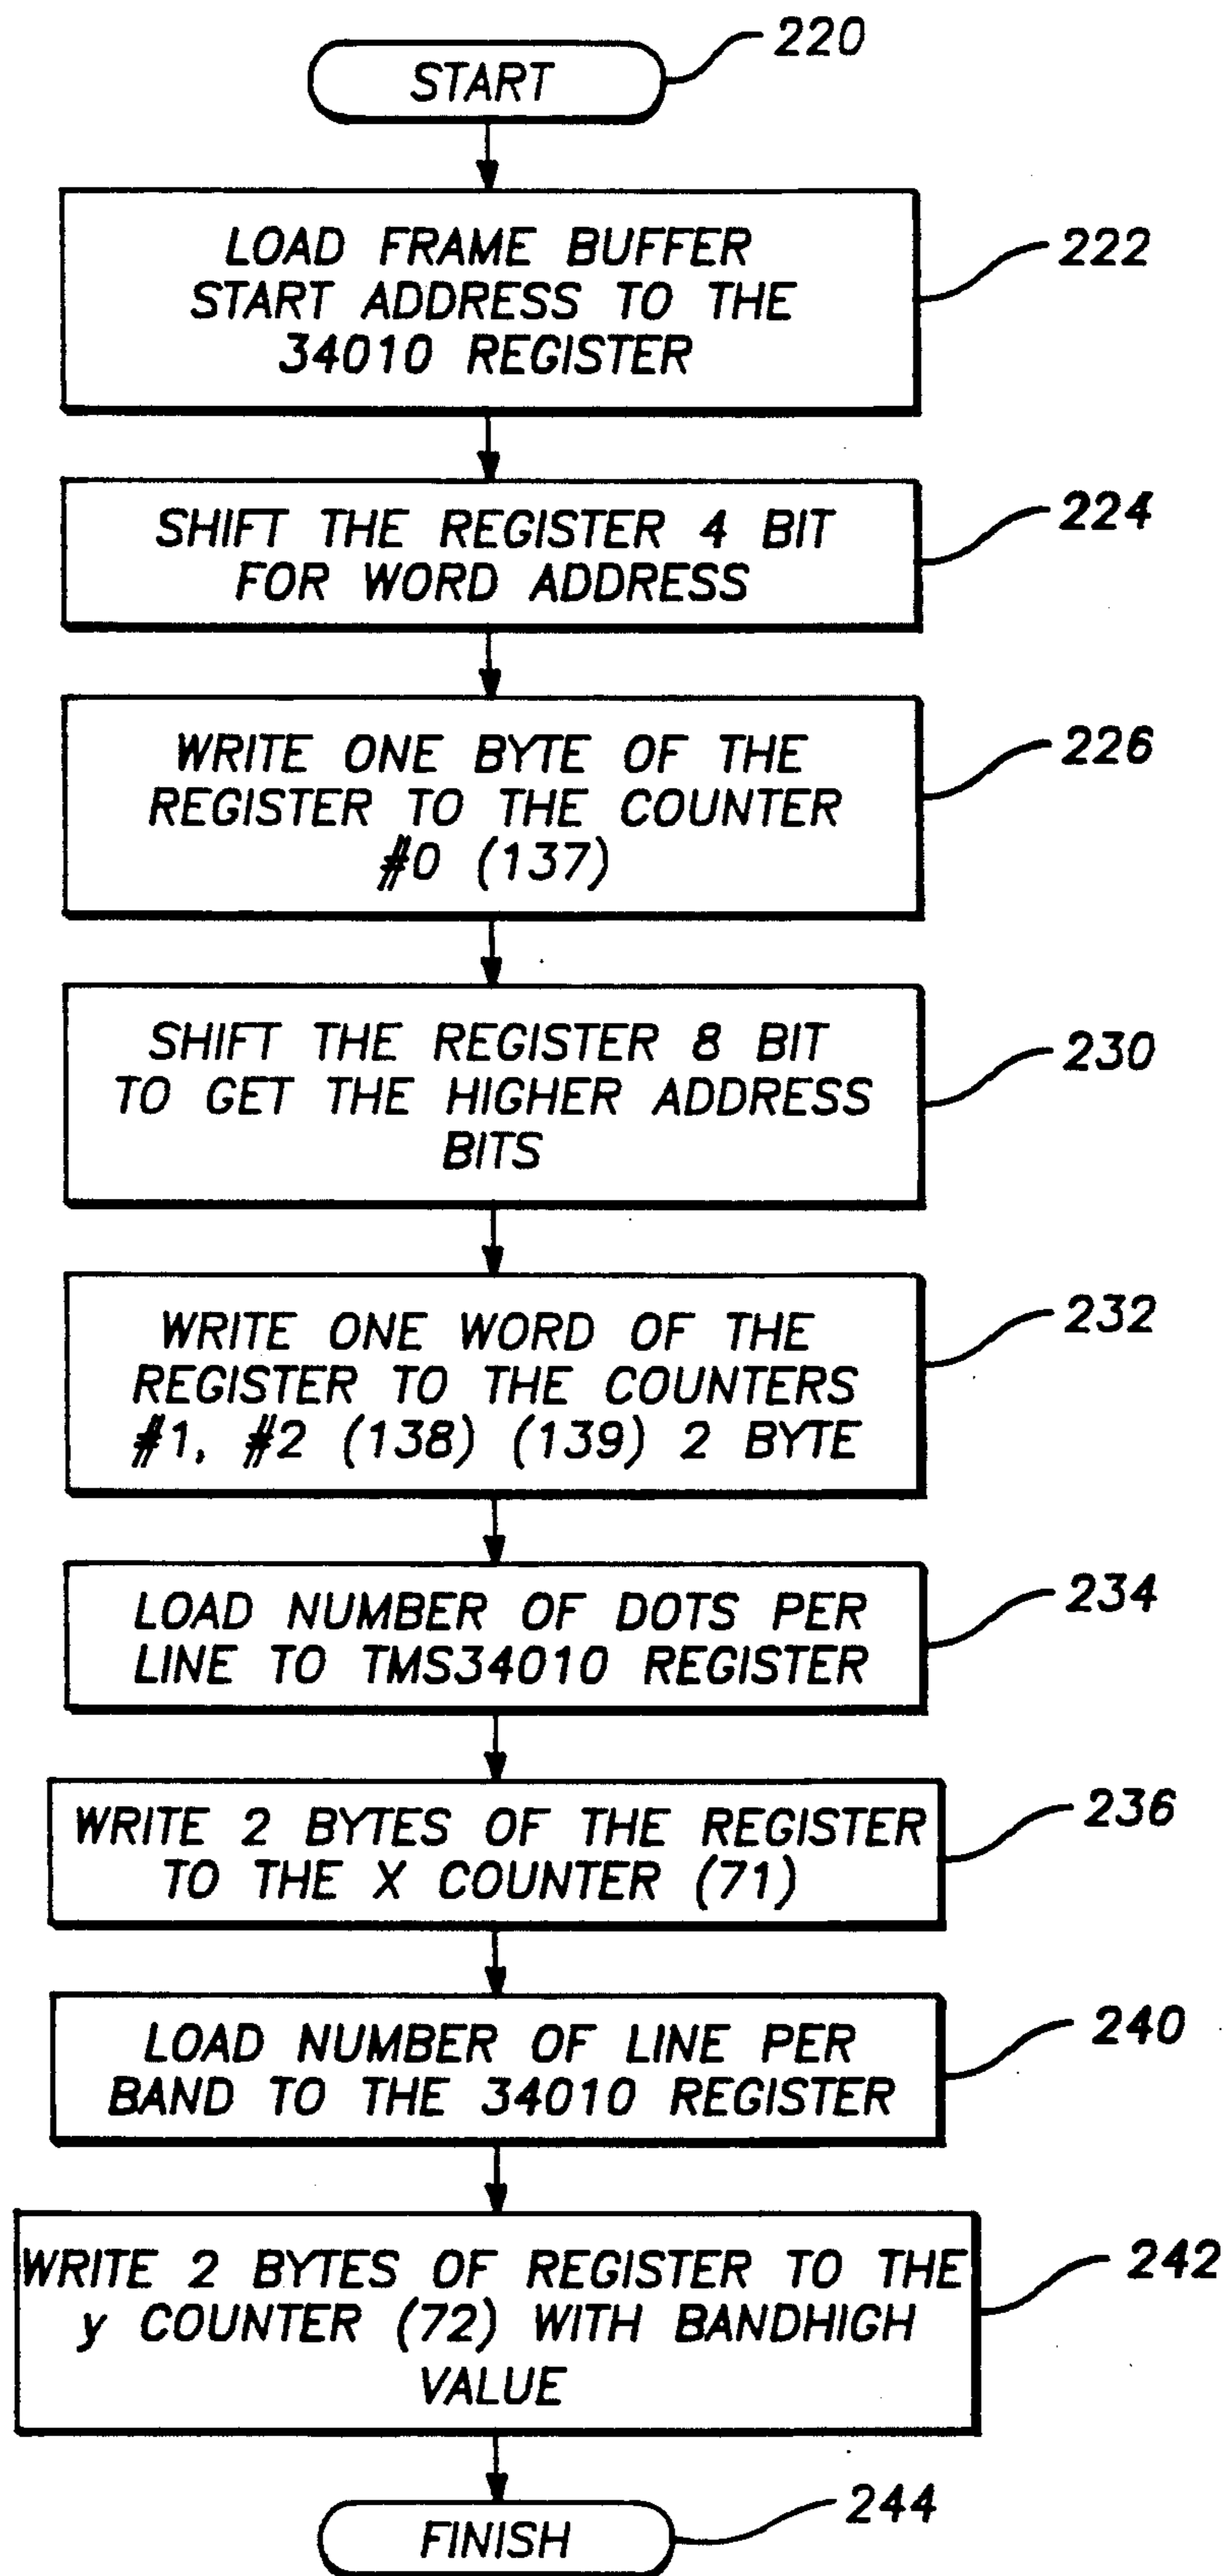 START
220
LOAD FRAME BUFFER
START ADDRESS TO THE
34010 REGISTER
222
SHIFT THE REGISTER 4 BIT
FOR WORD ADDRESS
224
WRITE ONE BYTE OF THE
REGISTER TO THE COUNTER
#0 (137)
226
SHIFT THE REGISTER 8 BIT
TO GET THE HIGHER ADDRESS
BITS
230
WRITE ONE WORD OF THE
REGISTER TO THE COUNTERS
#1, #2 (138) (139) 2 BYTE
232
LOAD NUMBER OF DOTS PER
LINE TO TMS34010 REGISTER
234
WRITE 2 BYTES OF THE REGISTER
TO THE X COUNTER (71)
236
LOAD NUMBER OF LINE PER
BAND TO THE 34010 REGISTER
240
WRITE 2 BYTES OF REGISTER TO THE
y COUNTER (72) WITH BANDHIGH
VALUE
242
FINISH
244